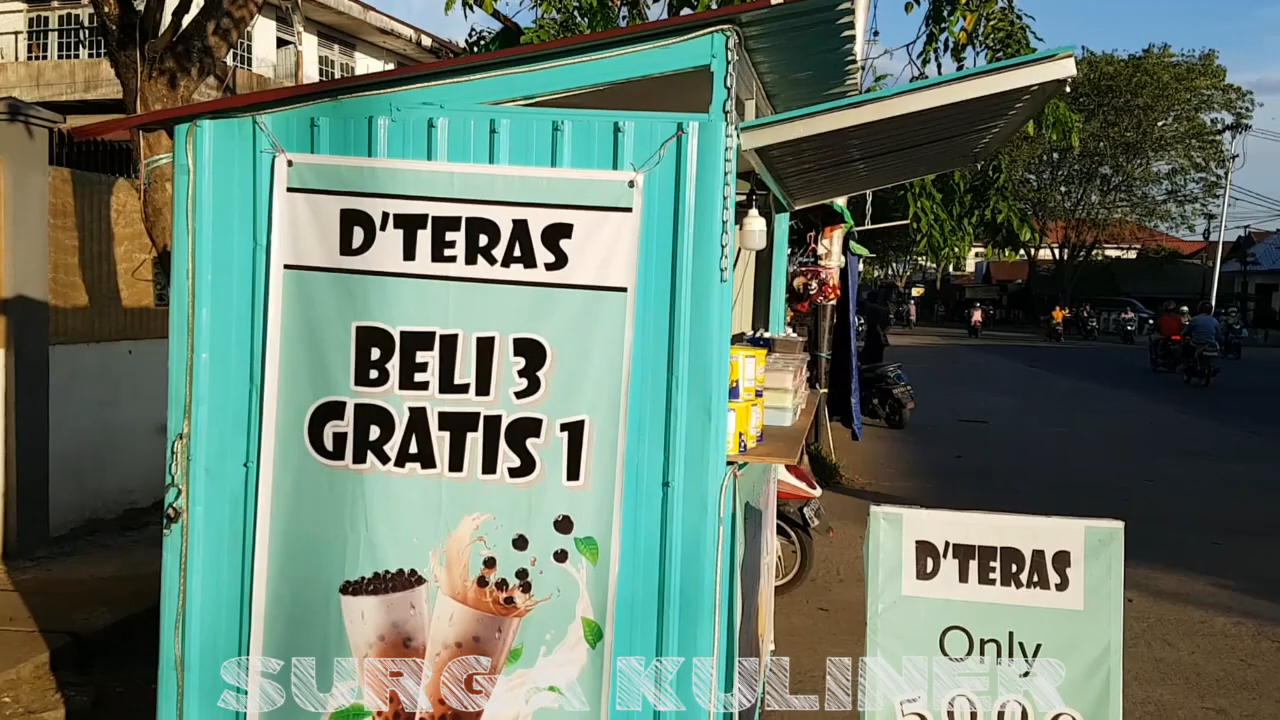 D'TERAS
BELI 3
GRATIS 1
D'TERAS
Only
SURGA KULINER